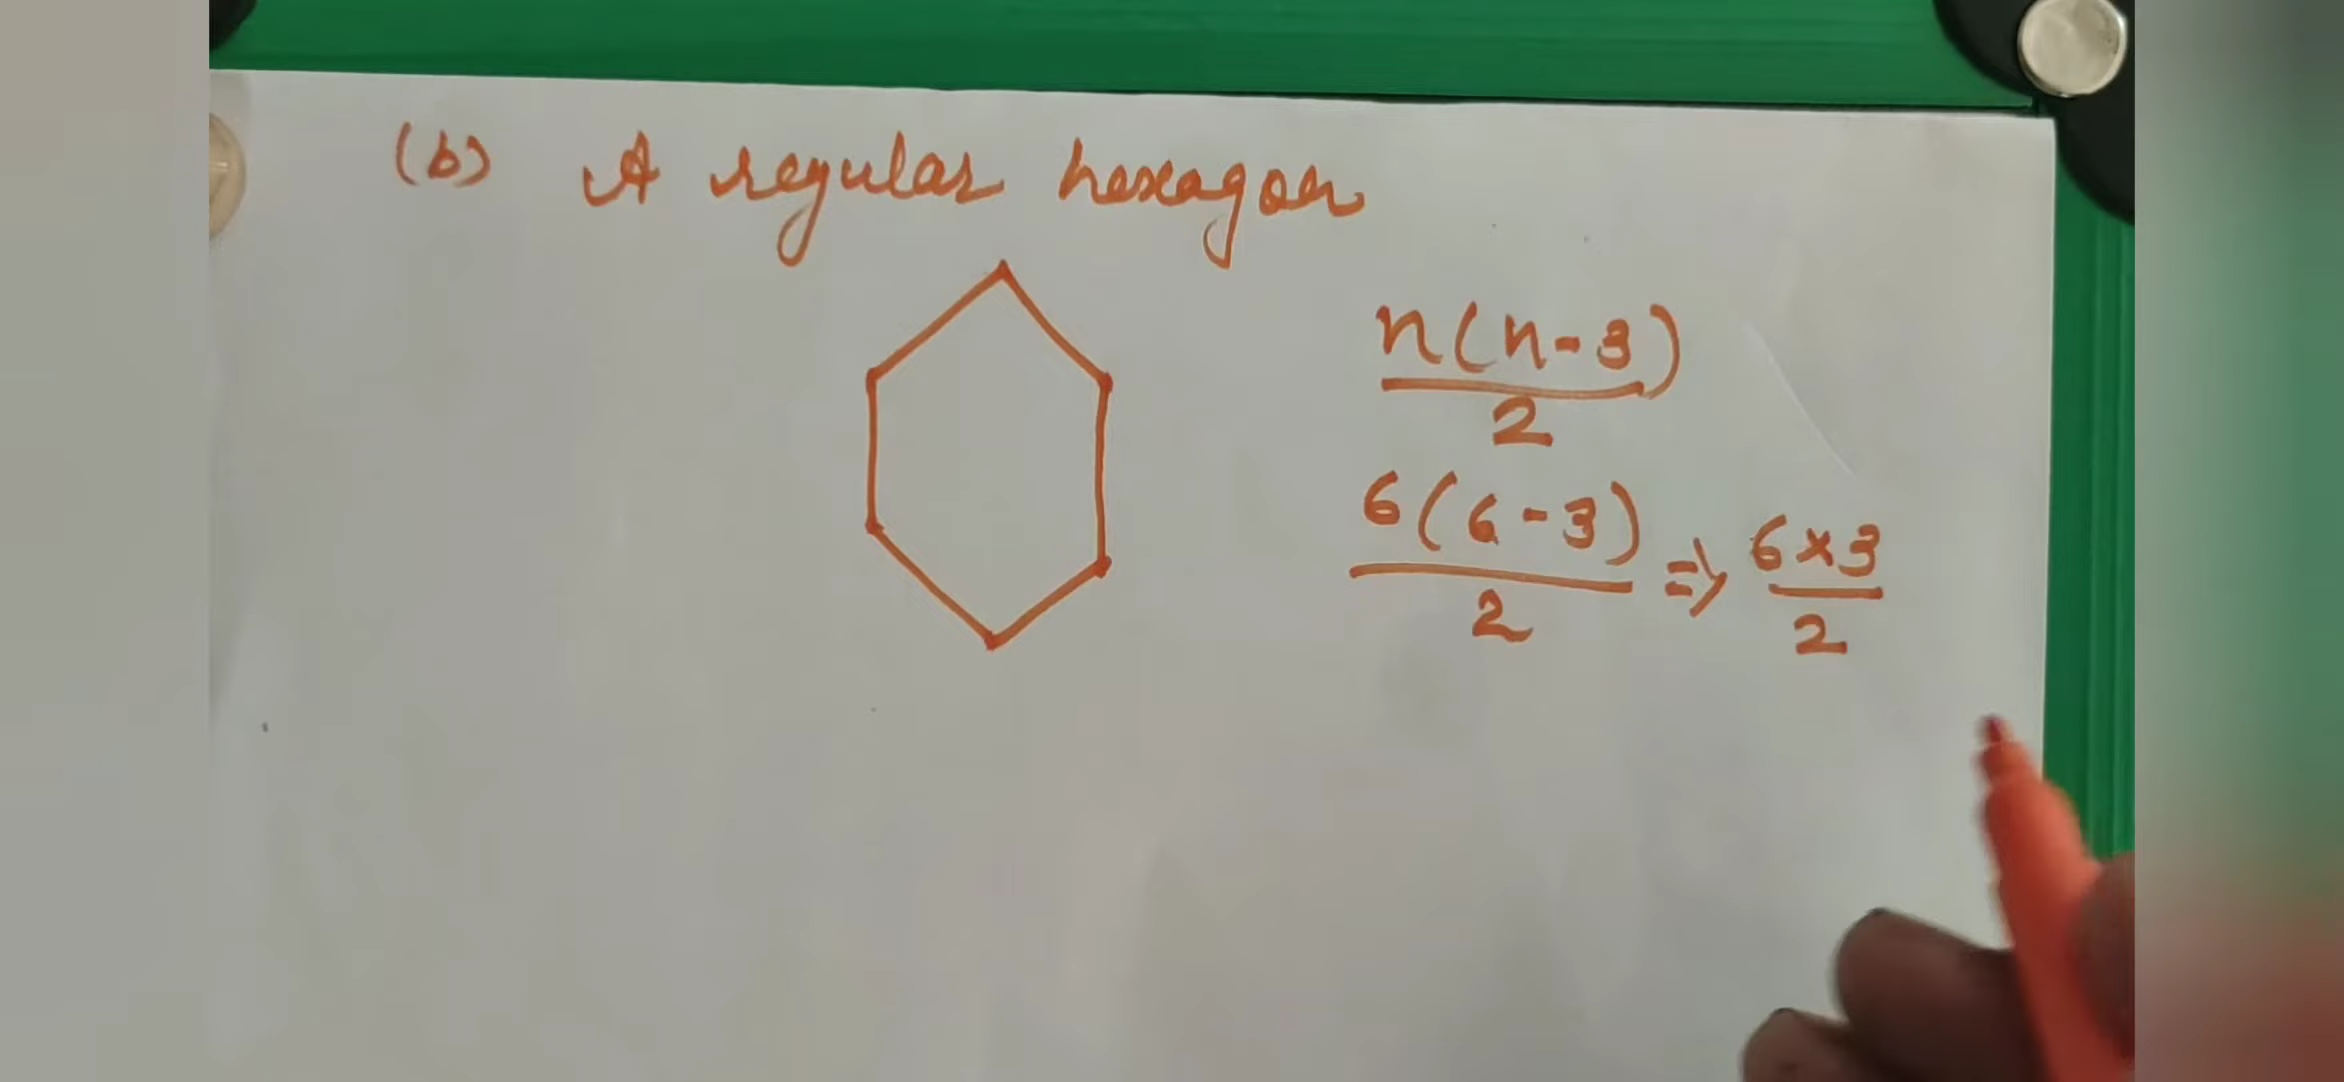 (b) A regular hexagon
n(n-3)
2
6(6-3) ⇒ 6×3
2 2